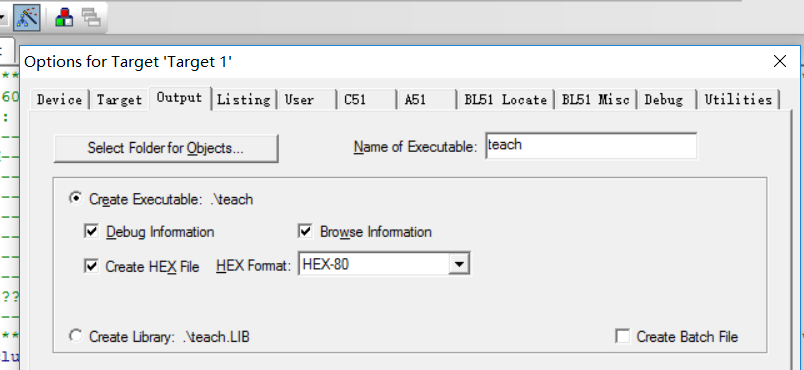 Options for Target 'Target 1'
Device Target Output Listing User C51 A51 BL51 Locate BL51 Misc Debug Utilities
Select Folder for Objects... Name of Executable: teach
Create Executable: .\teach
Debug Information Browse Information
Create HEX File HEX Format: HEX-80
Create Library: .\teach.LIB Create Batch File
60
:
??
lu